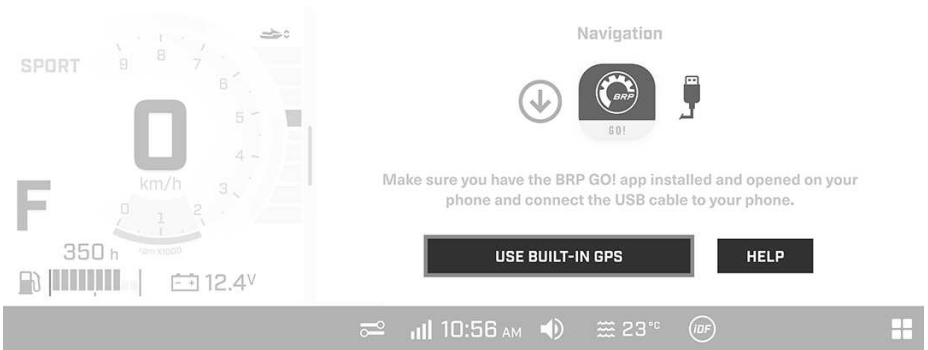 SPORT
9 8 7
6
5
4
3
0 1 2
0
km/h
rpm x1000
F
350 h
12.4V
Navigation
BRP
GO!
Make sure you have the BRP GO! app installed and opened on your
phone and connect the USB cable to your phone.
USE BUILT-IN GPS
HELP
10:56 AM
23°C
iDF